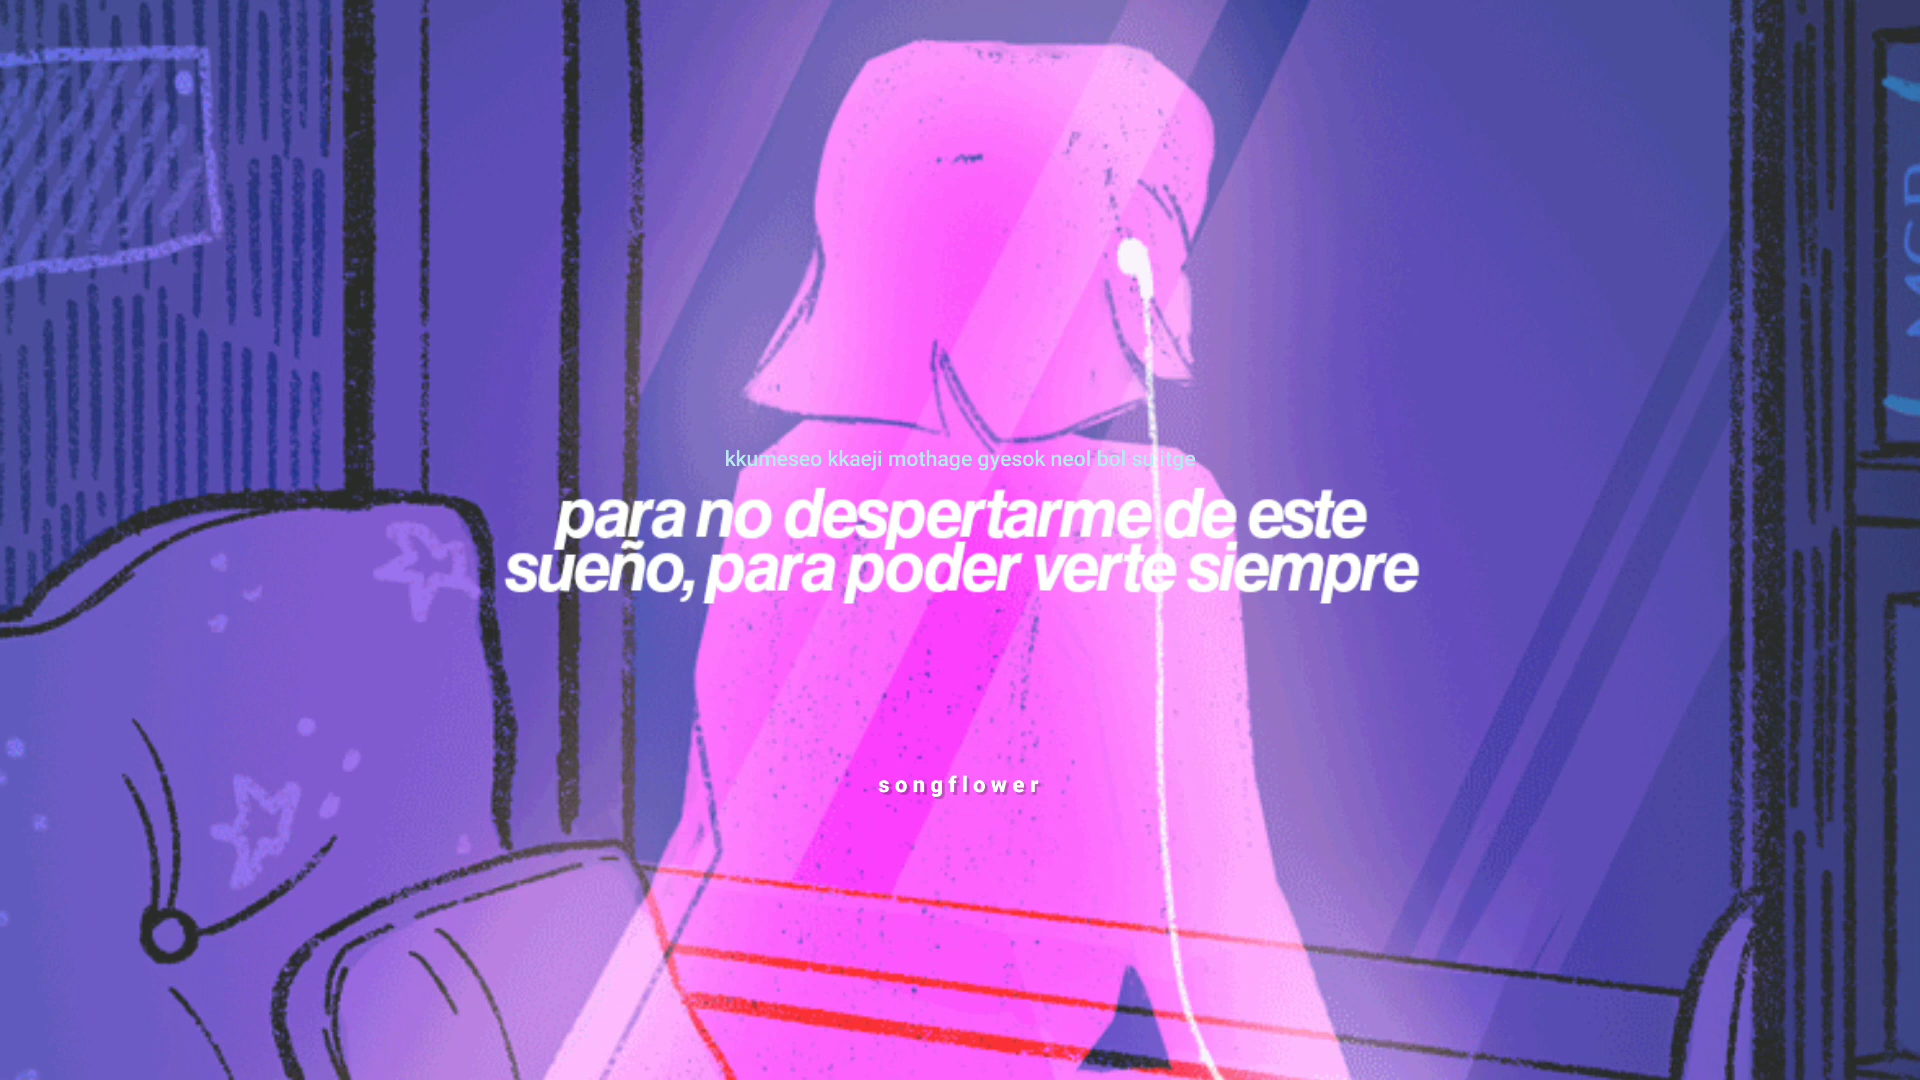 kkumeseo kkaeji mothage gyesok neol bol su itge
para no despertarme de este
sueño, para poder verte siempre
songflower